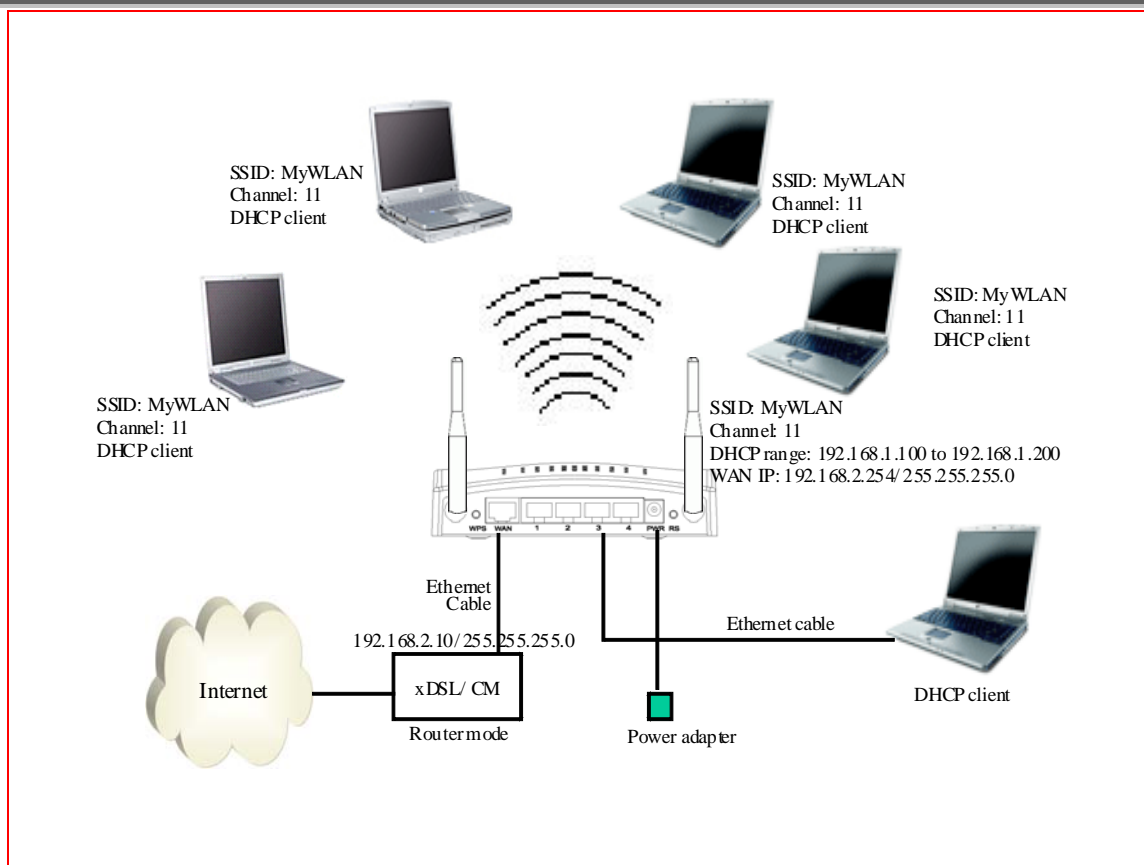 SSID: MyWLAN
Channel: 11
DHCP client
SSID: MyWLAN
Channel: 11
DHCP client
SSID: MyWLAN
Channel: 11
DHCP client
SSID: MyWLAN
Channel: 11
DHCP client
SSID: MyWLAN
Channel: 11
DHCP range: 192.168.1.100 to 192.168.1.200
WAN IP: 192.168.2.254/255.255.255.0
WPS WAN 1 2 3 4 PWR RS
Ethernet
Cable
Ethernet cable
192.168.2.10/255.255.255.0
Internet
xDSL/CM
DHCP client
Router mode
Power adapter